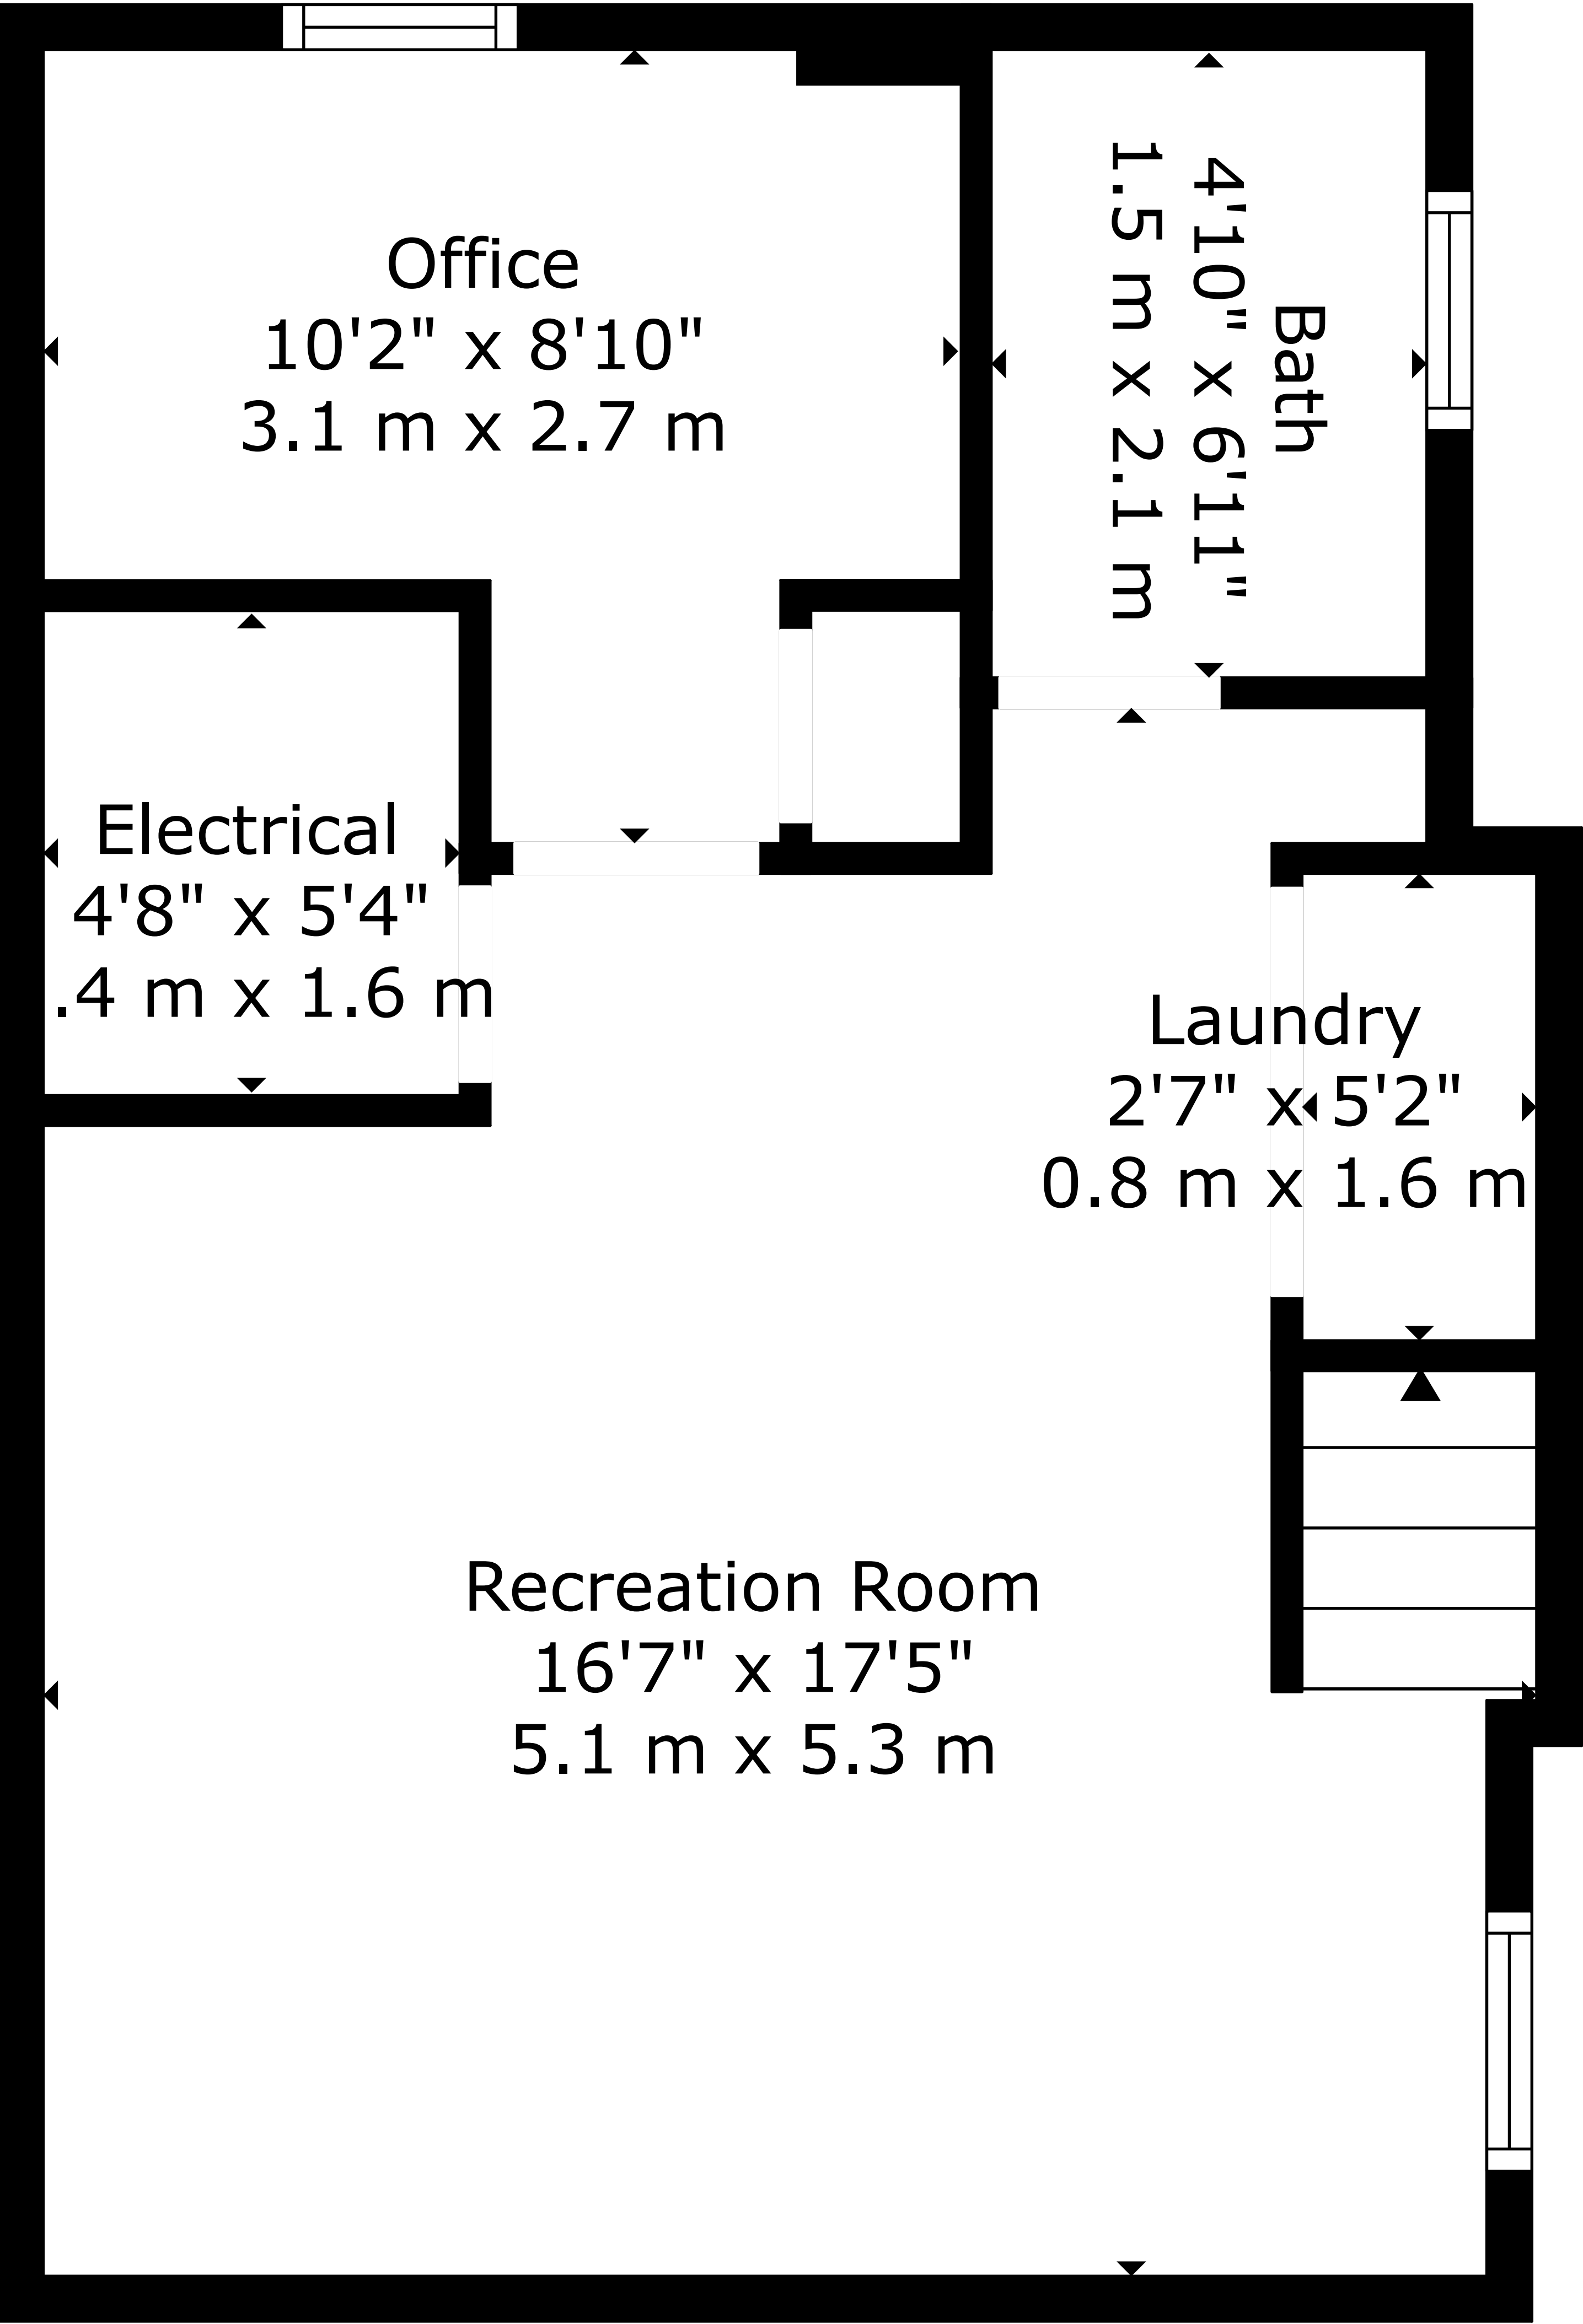 Office
10'2" x 8'10"
3.1 m x 2.7 m
Bath
4'10" x 6'11"
1.5 m x 2.1 m
Electrical
4'8" x 5'4"
.4 m x 1.6 m
Laundry
2'7" x 5'2"
0.8 m x 1.6 m
Recreation Room
16'7" x 17'5"
5.1 m x 5.3 m